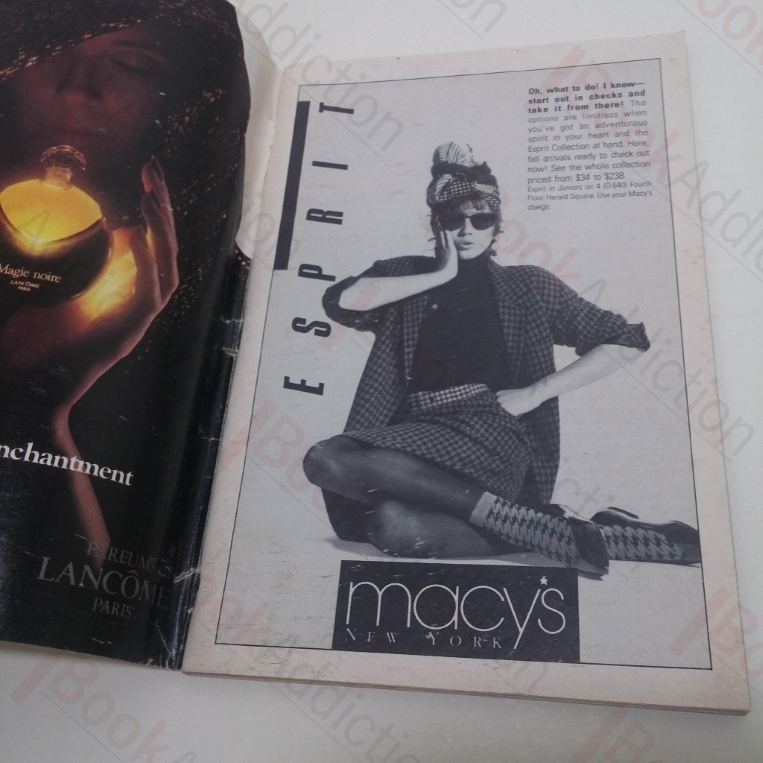 Magie noire
LANCÔME
PARIS
nchantment
PARFUMS
LANCÔME
PARIS
ESPRIT
Oh, what to do! I know—
start out in checks and
take it from there! The
options are limitless when
you've got an adventurous
spirit in your heart and the
Esprit Collection at hand. Here,
fall arrivals ready to check out
now! See the whole collection
priced from $34 to $238.
Esprit in Juniors on 4 (D.640) Fourth
Floor, Herald Square. Use your Macy's
charge.
macy's
NEW YORK
BookAddiction